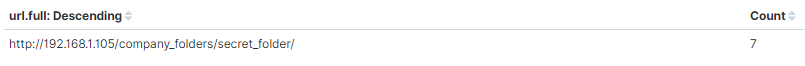 url.full: Descending Count
http://192.168.1.105/company_folders/secret_folder/ 7